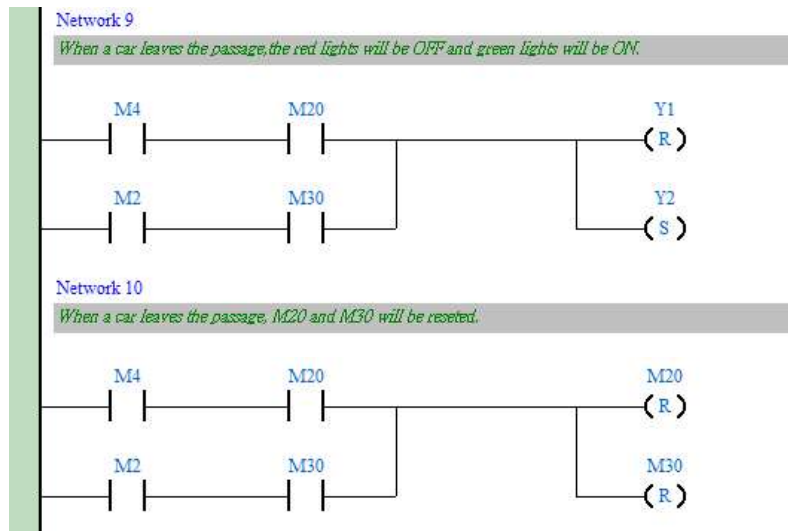 Network 9
When a car leaves the passage,the red lights will be OFF and green lights will be ON.
M4 M20 Y1
R
M2 M30 Y2
S
Network 10
When a car leaves the passage, M20 and M30 will be reseted.
M4 M20 M20
R
M2 M30 M30
R